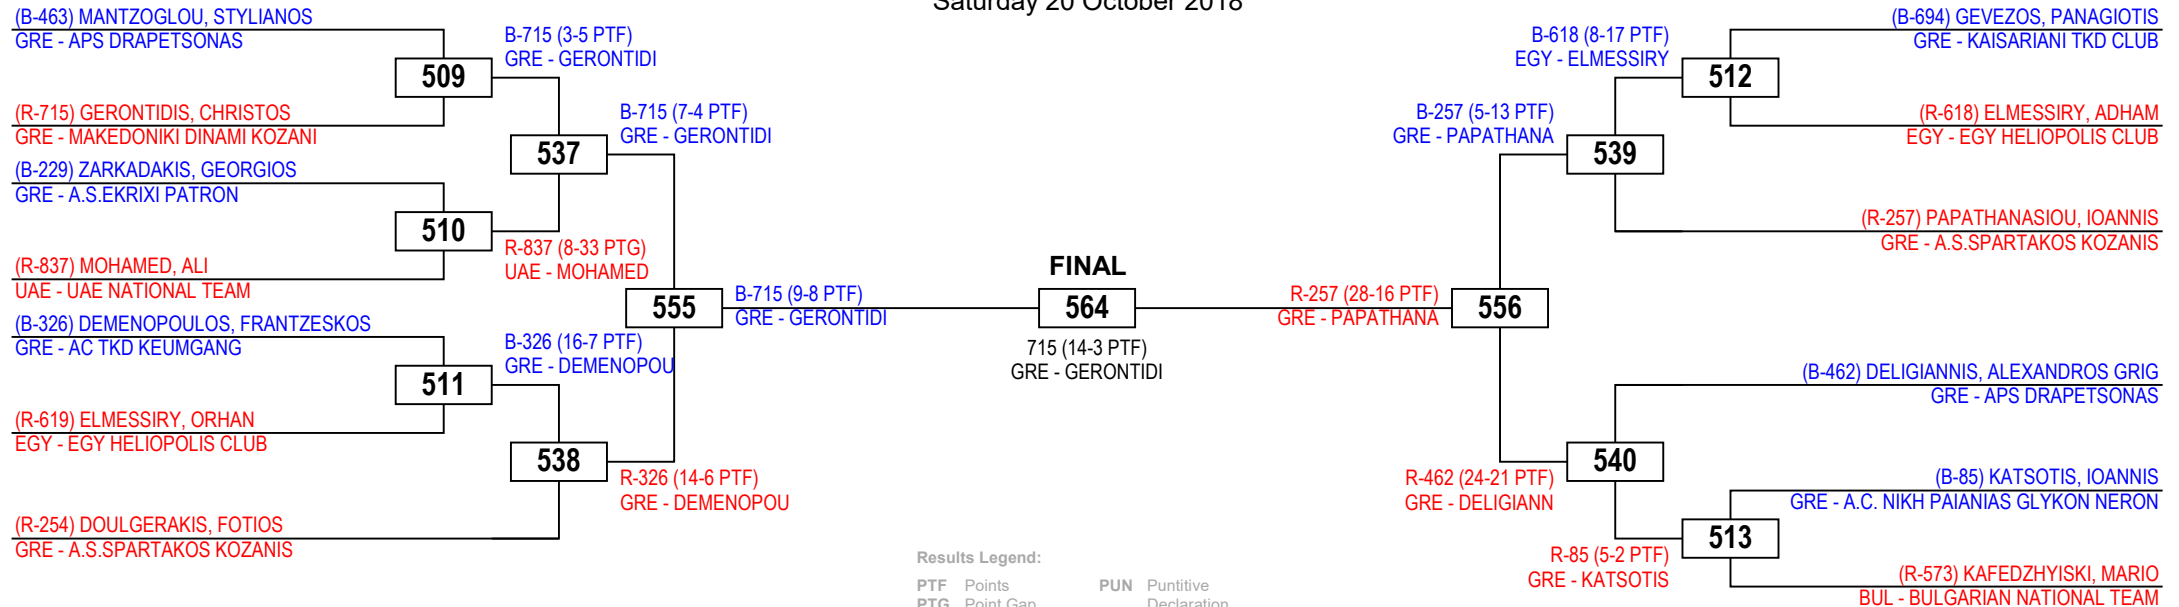 Saturday 20 October 2018
(B-463) MANTZOGLOU, STYLIANOS
GRE - APS DRAPETSONAS
(R-715) GERONTIDIS, CHRISTOS
GRE - MAKEDONIKI DINAMI KOZANI
(B-229) ZARKADAKIS, GEORGIOS
GRE - A.S.EKRIXI PATRON
(R-837) MOHAMED, ALI
UAE - UAE NATIONAL TEAM
(B-326) DEMENOPOULOS, FRANTZESKOS
GRE - AC TKD KEUMGANG
(R-619) ELMESSIRY, ORHAN
EGY - EGY HELIOPOLIS CLUB
(R-254) DOULGERAKIS, FOTIOS
GRE - A.S.SPARTAKOS KOZANIS
509
510
511
B-715 (3-5 PTF)
GRE - GERONTIDI
R-837 (8-33 PTG)
UAE - MOHAMED
B-326 (16-7 PTF)
GRE - DEMENOPOU
537
538
B-715 (7-4 PTF)
GRE - GERONTIDI
R-326 (14-6 PTF)
GRE - DEMENOPOU
555
B-715 (9-8 PTF)
GRE - GERONTIDI
FINAL
564
715 (14-3 PTF)
GRE - GERONTIDI
R-257 (28-16 PTF)
GRE - PAPATHANA
556
B-257 (5-13 PTF)
GRE - PAPATHANA
R-462 (24-21 PTF)
GRE - DELIGIANN
539
540
B-618 (8-17 PTF)
EGY - ELMESSIRY
R-85 (5-2 PTF)
GRE - KATSOTIS
512
513
(B-694) GEVEZOS, PANAGIOTIS
GRE - KAISARIANI TKD CLUB
(R-618) ELMESSIRY, ADHAM
EGY - EGY HELIOPOLIS CLUB
(R-257) PAPATHANASIOU, IOANNIS
GRE - A.S.SPARTAKOS KOZANIS
(B-462) DELIGIANNIS, ALEXANDROS GRIG
GRE - APS DRAPETSONAS
(B-85) KATSOTIS, IOANNIS
GRE - A.C. NIKH PAIANIAS GLYKON NERON
(R-573) KAFEDZHYISKI, MARIO
BUL - BULGARIAN NATIONAL TEAM
Results Legend:
PTF Points PUN Puntitive
PTG Point Gap Declaration